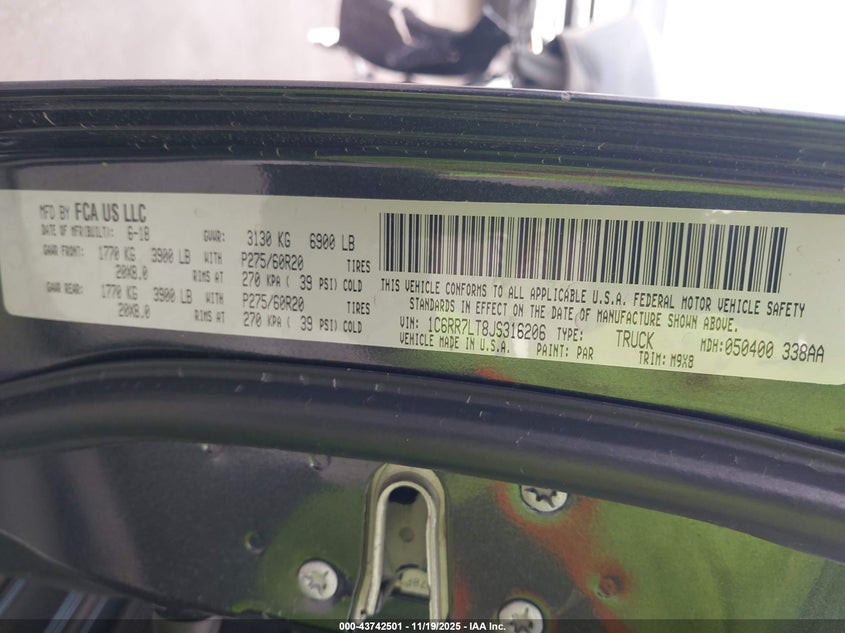 MFD BY FCA US LLC
DATE OF MFR(BUILT): 6-18 GVWR: 3130 KG 6900 LB
GAWR FRONT: 1770 KG 3900 LB WITH P275/60R20 TIRES
20X8.0 RIMS AT 270 KPA ( 39 PSI) COLD
GAWR REAR: 1770 KG 3900 LB WITH P275/60R20 TIRES
20X8.0 RIMS AT 270 KPA ( 39 PSI) COLD
THIS VEHICLE CONFORMS TO ALL APPLICABLE U.S.A. FEDERAL MOTOR VEHICLE SAFETY
STANDARDS IN EFFECT ON THE DATE OF MANUFACTURE SHOWN ABOVE.
VIN: 1C6RR7LT8JS316206 TYPE: TRUCK MDH:050400 338AA
VEHICLE MADE IN U.S.A. PAINT: PAR TRIM: M9X8
000-43742501 - 11/19/2025 - IAA Inc.